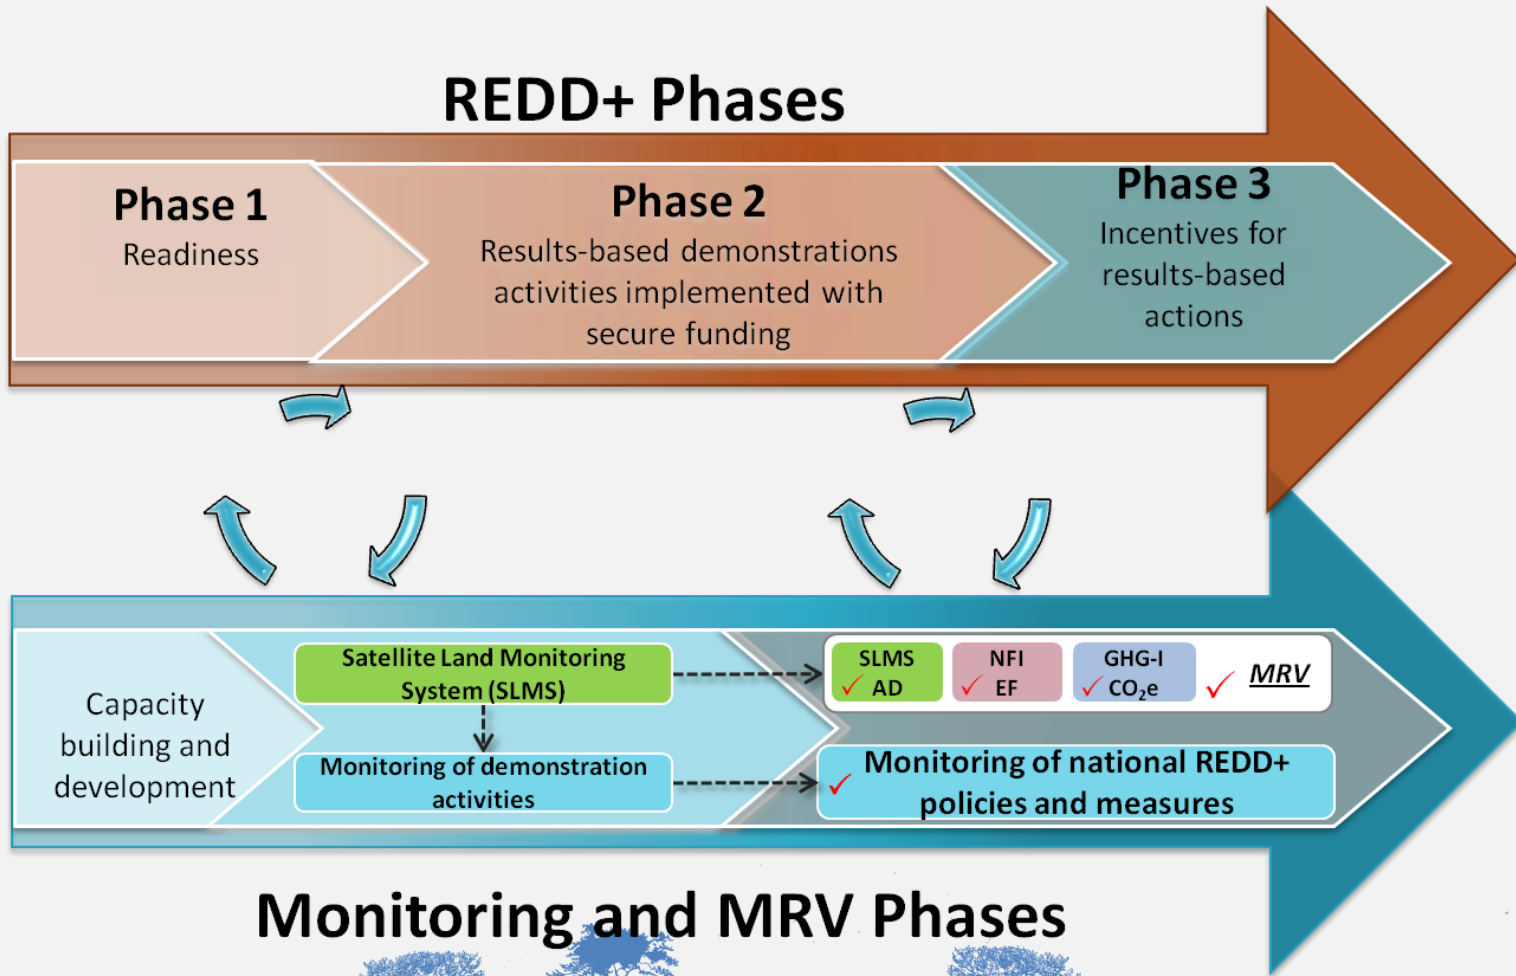 REDD+ Phases
Phase 1
Readiness
Phase 2
Results-based demonstrations
activities implemented with
secure funding
Phase 3
Incentives for
results-based
actions
Capacity
building and
development
Satellite Land Monitoring
System (SLMS)
Monitoring of demonstration
activities
SLMS
AD
NFI
EF
GHG-I
CO₂e
MRV
Monitoring of national REDD+
policies and measures
Monitoring and MRV Phases